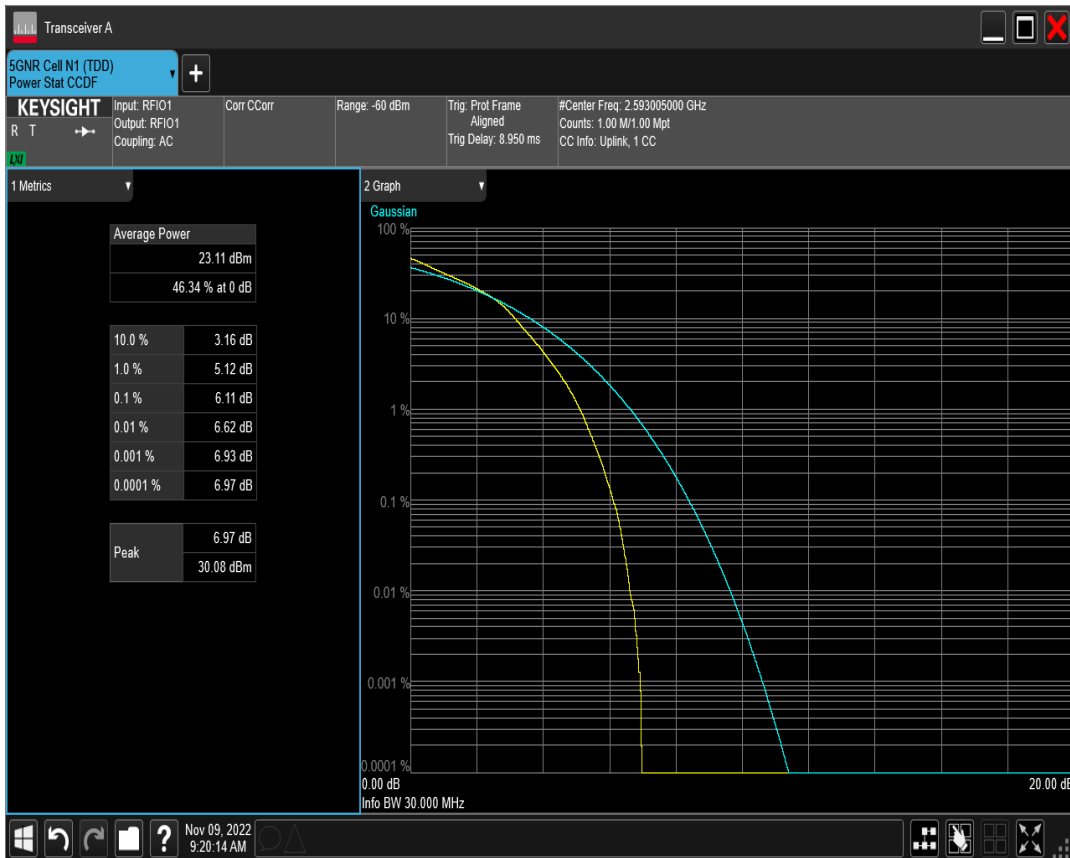 Transceiver A
5GNR Cell N1 (TDD)
Power Stat CCDF
+
KEYSIGHT
R T
LXI
Input: RFIO1
Output: RFIO1
Coupling: AC
Corr CCorr
Range: -60 dBm
Trig: Prot Frame
Aligned
Trig Delay: 8.950 ms
#Center Freq: 2.593005000 GHz
Counts: 1.00 M/1.00 Mpt
CC Info: Uplink, 1 CC
1 Metrics
Average Power
23.11 dBm
46.34 % at 0 dB
10.0 % 3.16 dB
1.0 % 5.12 dB
0.1 % 6.11 dB
0.01 % 6.62 dB
0.001 % 6.93 dB
0.0001 % 6.97 dB
Peak 6.97 dB
30.08 dBm
2 Graph
Gaussian
100 %
10 %
1 %
0.1 %
0.01 %
0.001 %
0.0001 %
0.00 dB 20.00 dB
Info BW 30.000 MHz
?
Nov 09, 2022
9:20:14 AM